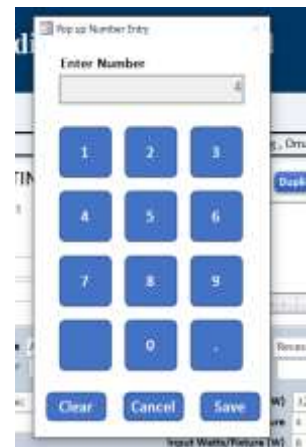 Pop up Number Entry
Enter Number
4
1 2 3
4 5 6
7 8 9
0 .
Clear Cancel Save
Input Watts/Fixture (W)